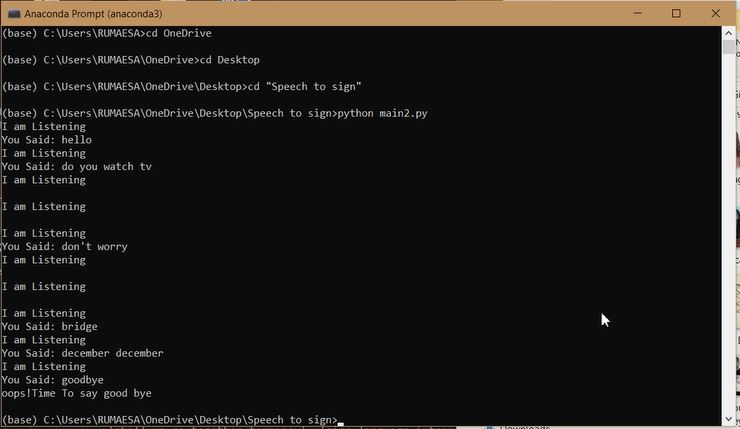 Anaconda Prompt (anaconda3)
(base) C:\Users\RUMAESA>cd OneDrive
(base) C:\Users\RUMAESA\OneDrive>cd Desktop
(base) C:\Users\RUMAESA\OneDrive\Desktop>cd "Speech to sign"
(base) C:\Users\RUMAESA\OneDrive\Desktop\Speech to sign>python main2.py
I am Listening
You Said: hello
I am Listening
You Said: do you watch tv
I am Listening
I am Listening
I am Listening
You Said: don't worry
I am Listening
I am Listening
I am Listening
You Said: bridge
I am Listening
You Said: december december
I am Listening
You Said: goodbye
oops!Time To say good bye
(base) C:\Users\RUMAESA\OneDrive\Desktop\Speech to sign>